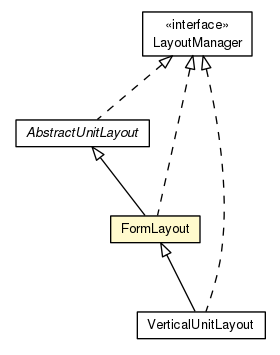 «interface»
LayoutManager
AbstractUnitLayout
FormLayout
VerticalUnitLayout